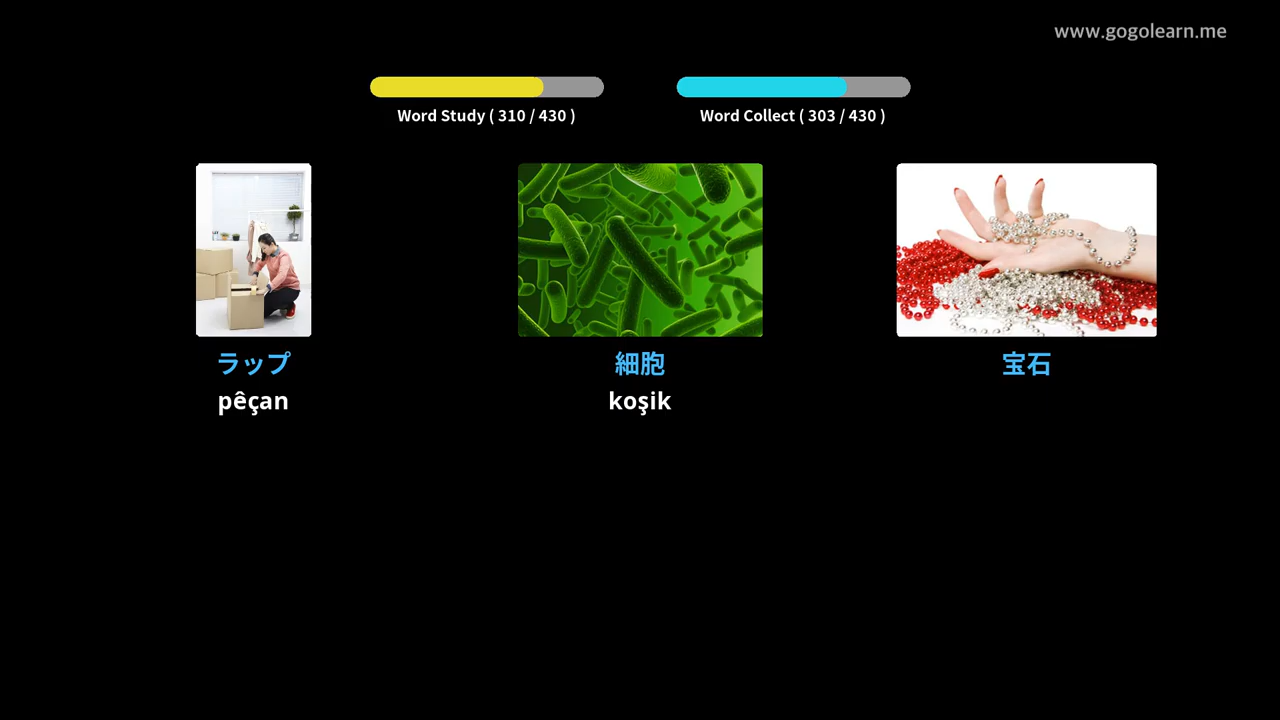 www.gogolearn.me
Word Study ( 310 / 430 )
Word Collect ( 303 / 430 )
ラップ
pêçan
細胞
koşik
宝石